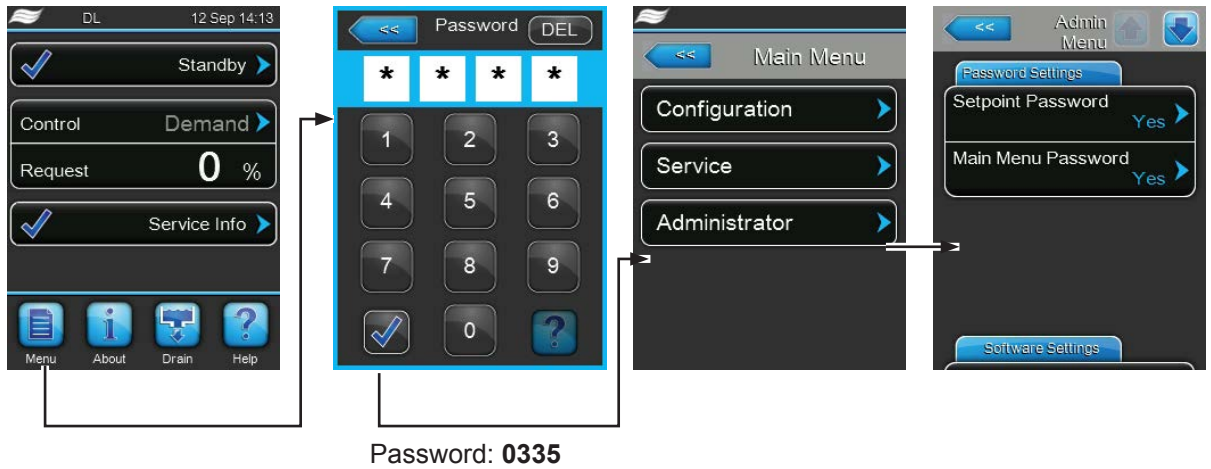 DL 12 Sep 14:13
Standby
Control Demand
Request 0 %
Service Info
Menu About Drain Help
<< Password DEL
* * * *
1 2 3
4 5 6
7 8 9
0 ?
Password: 0335
<< Main Menu
Configuration
Service
Administrator
<< Admin
Menu
Password Settings
Setpoint Password
Yes
Main Menu Password
Yes
Software Settings